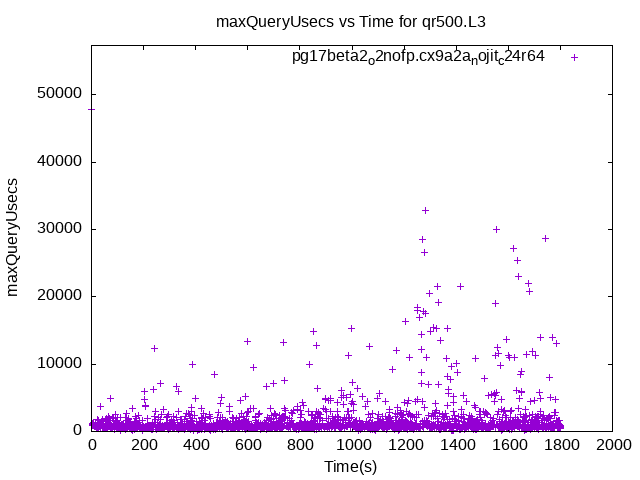 maxQueryUsecs vs Time for qr500.L3
pg17beta2o2nofp.cx9a2anojitc24r64
50000
40000
30000
20000
10000
0
maxQueryUsecs
0 200 400 600 800 1000 1200 1400 1600 1800 2000
Time(s)